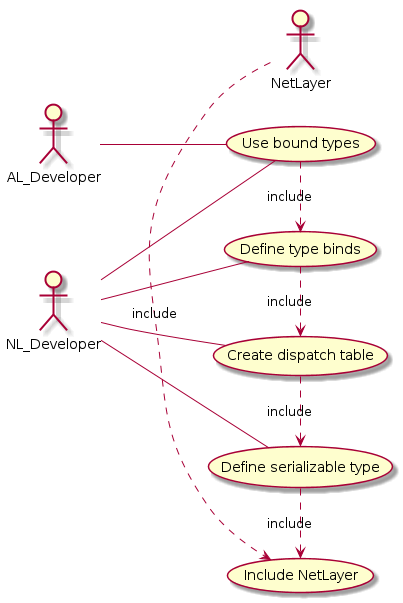 NetLayer
AL_Developer
Use bound types
include
Define type binds
include
include
NL_Developer
Create dispatch table
include
Define serializable type
include
Include NetLayer